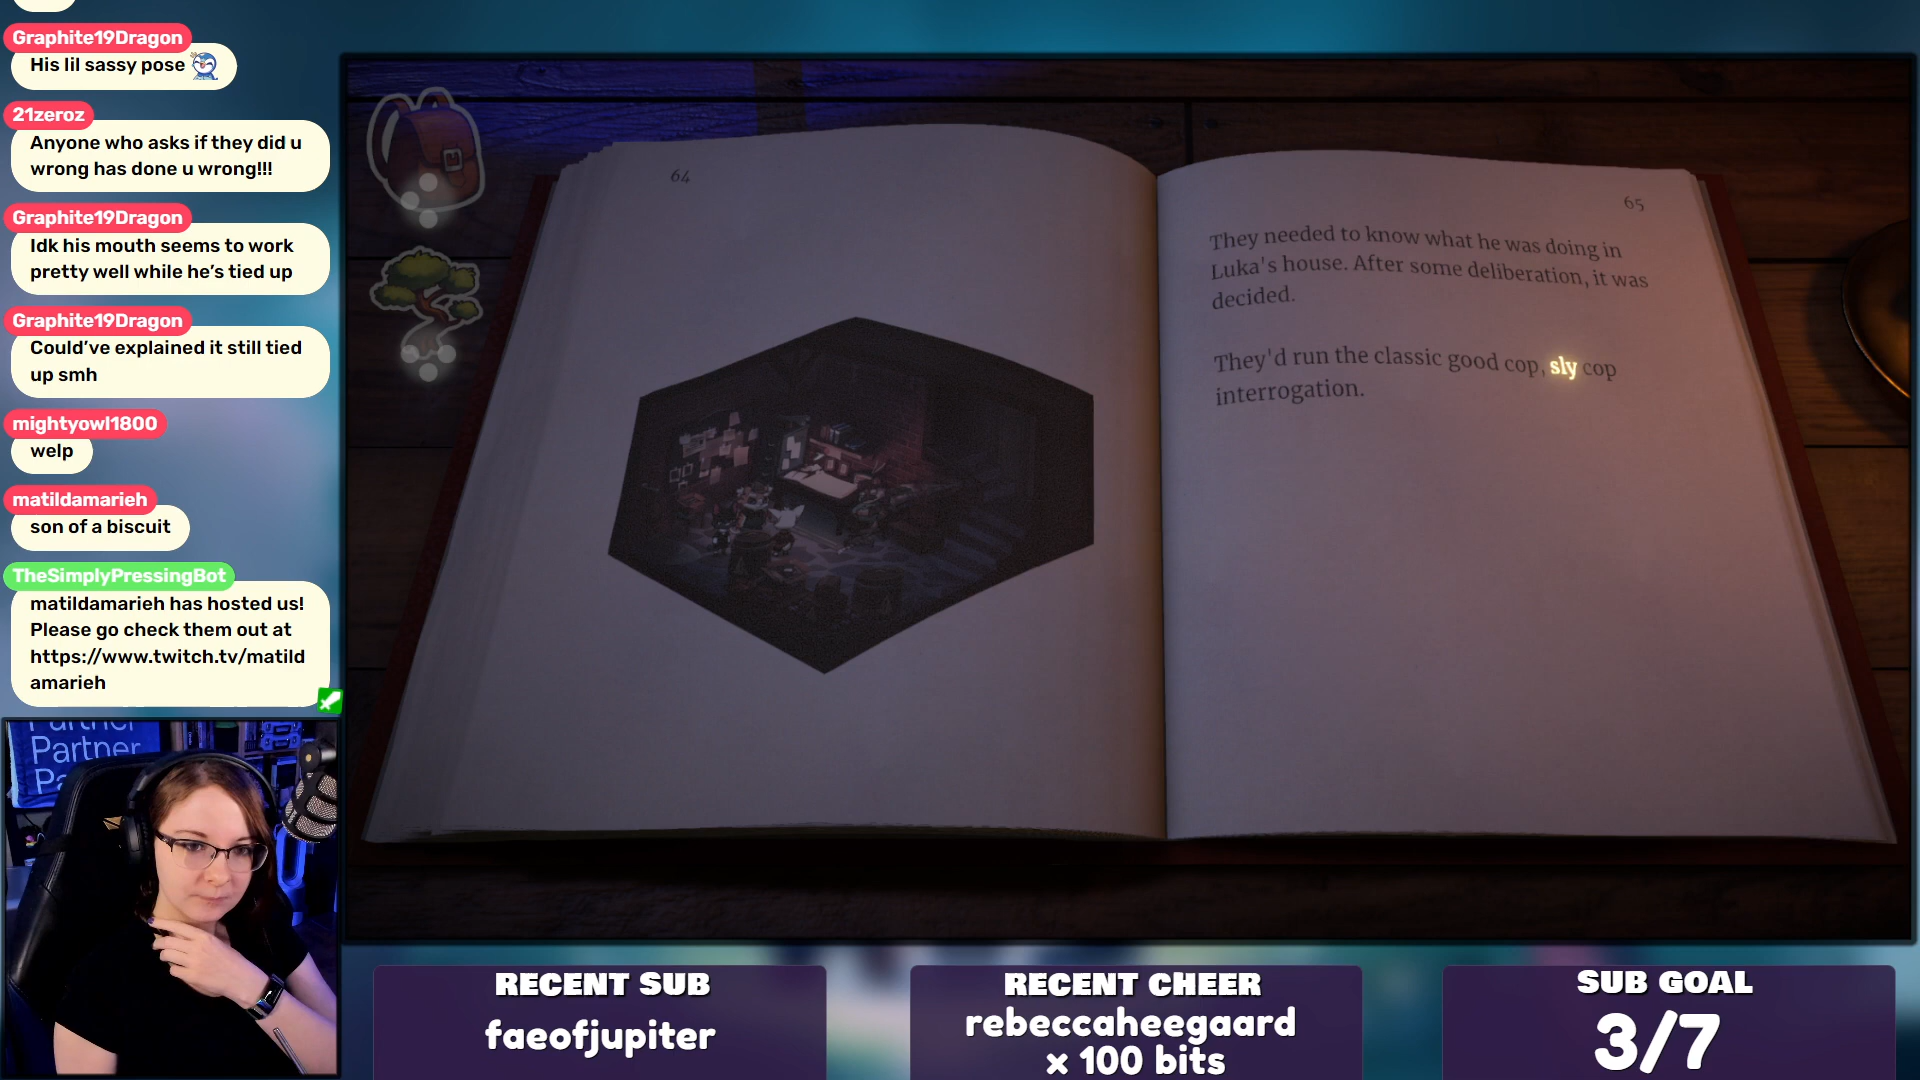 Graphite19Dragon
His lil sassy pose
21zeroz
Anyone who asks if they did u
wrong has done u wrong!!!
Graphite19Dragon
Idk his mouth seems to work
pretty well while he's tied up
Graphite19Dragon
Could've explained it still tied
up smh
mightyowl1800
welp
matildamarieh
son of a biscuit
TheSimplyPressingBot
matildamarieh has hosted us!
Please go check them out at
https://www.twitch.tv/matild
amarieh
Partner
Partner
64
65
They needed to know what he was doing in
Luka's house. After some deliberation, it was
decided.
They'd run the classic good cop, sly cop
interrogation.
RECENT SUB
faeofjupiter
RECENT CHEER
rebeccaheegaard
x 100 bits
SUB GOAL
3/7